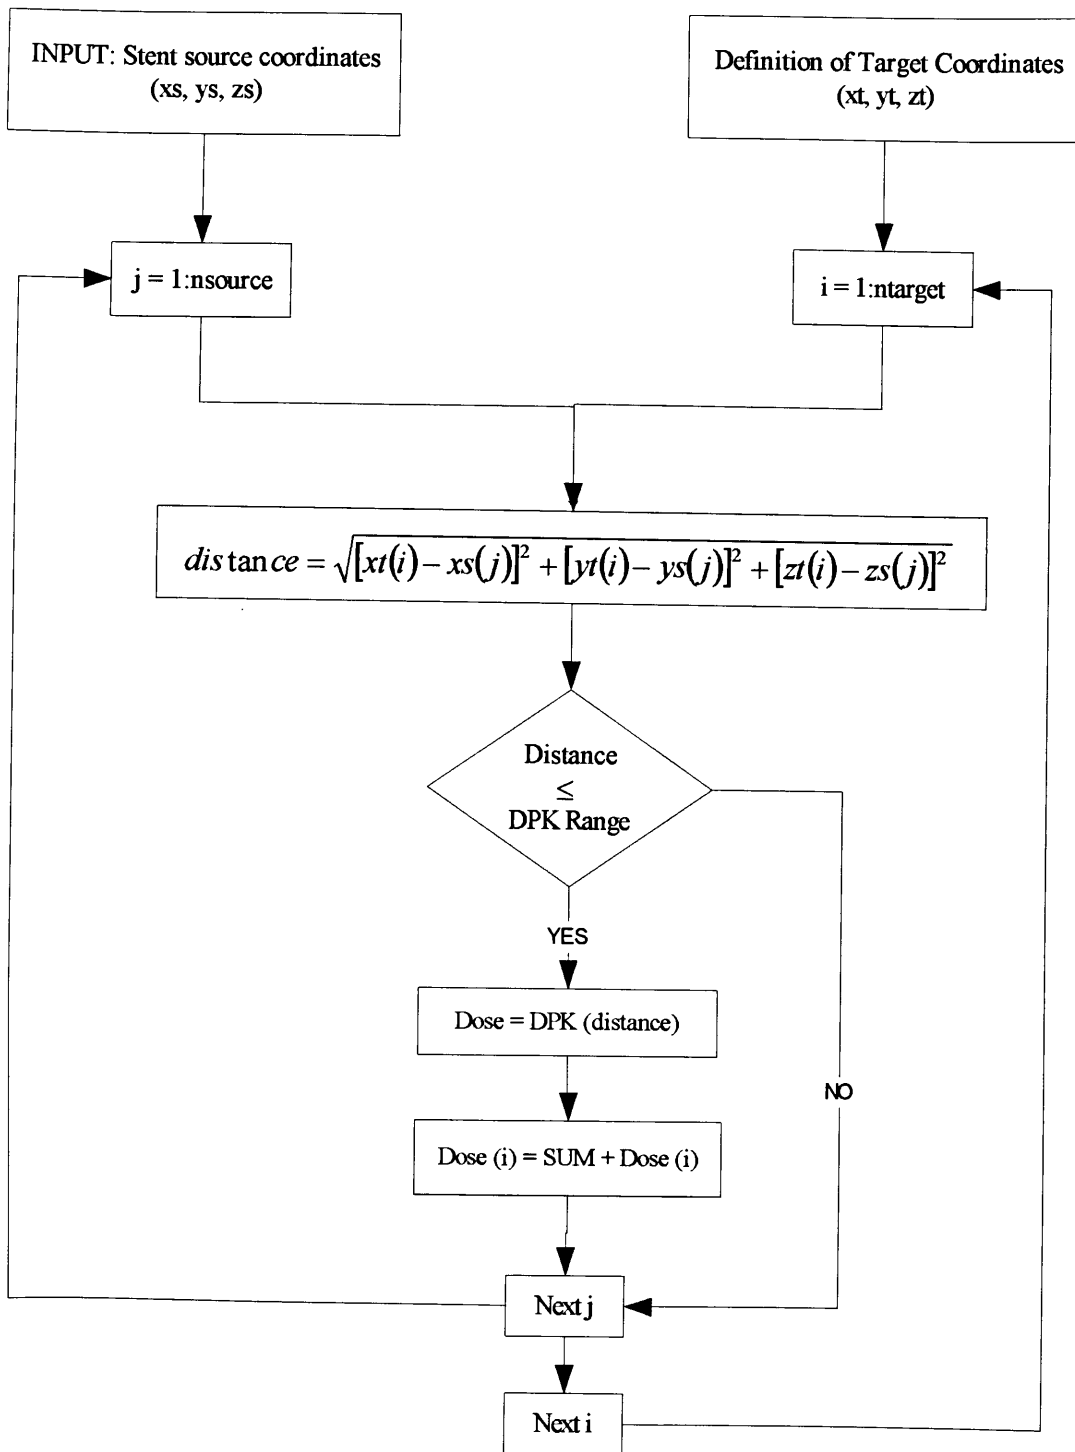 INPUT: Stent source coordinates
(xs, ys, zs)
Definition of Target Coordinates
(xt, yt, zt)
j = 1:nsource
i = 1:ntarget
distance = √[xt(i) − xs(j)]² + [yt(i) − ys(j)]² + [zt(i) − zs(j)]²
Distance
≤
DPK Range
YES
Dose = DPK (distance)
NO
Dose (i) = SUM + Dose (i)
Next j
Next i